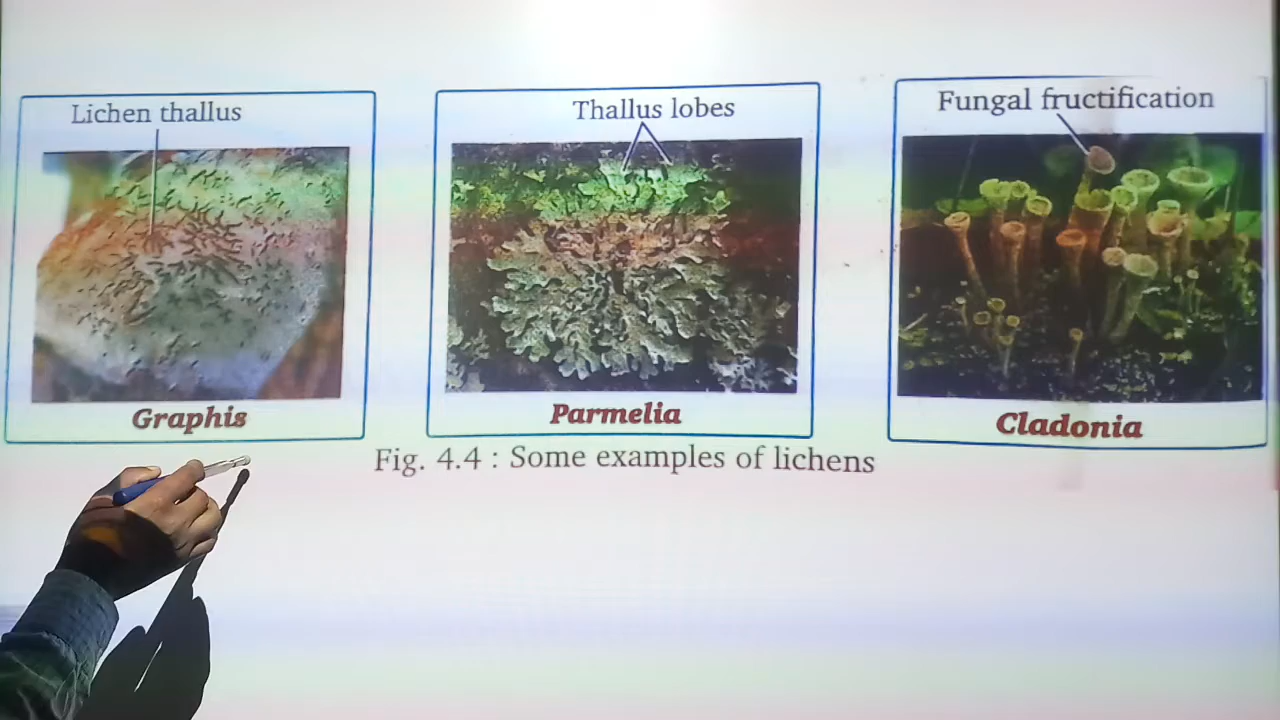 Lichen thallus
Graphis
Thallus lobes
Parmelia
Fungal fructification
Cladonia
Fig. 4.4 : Some examples of lichens